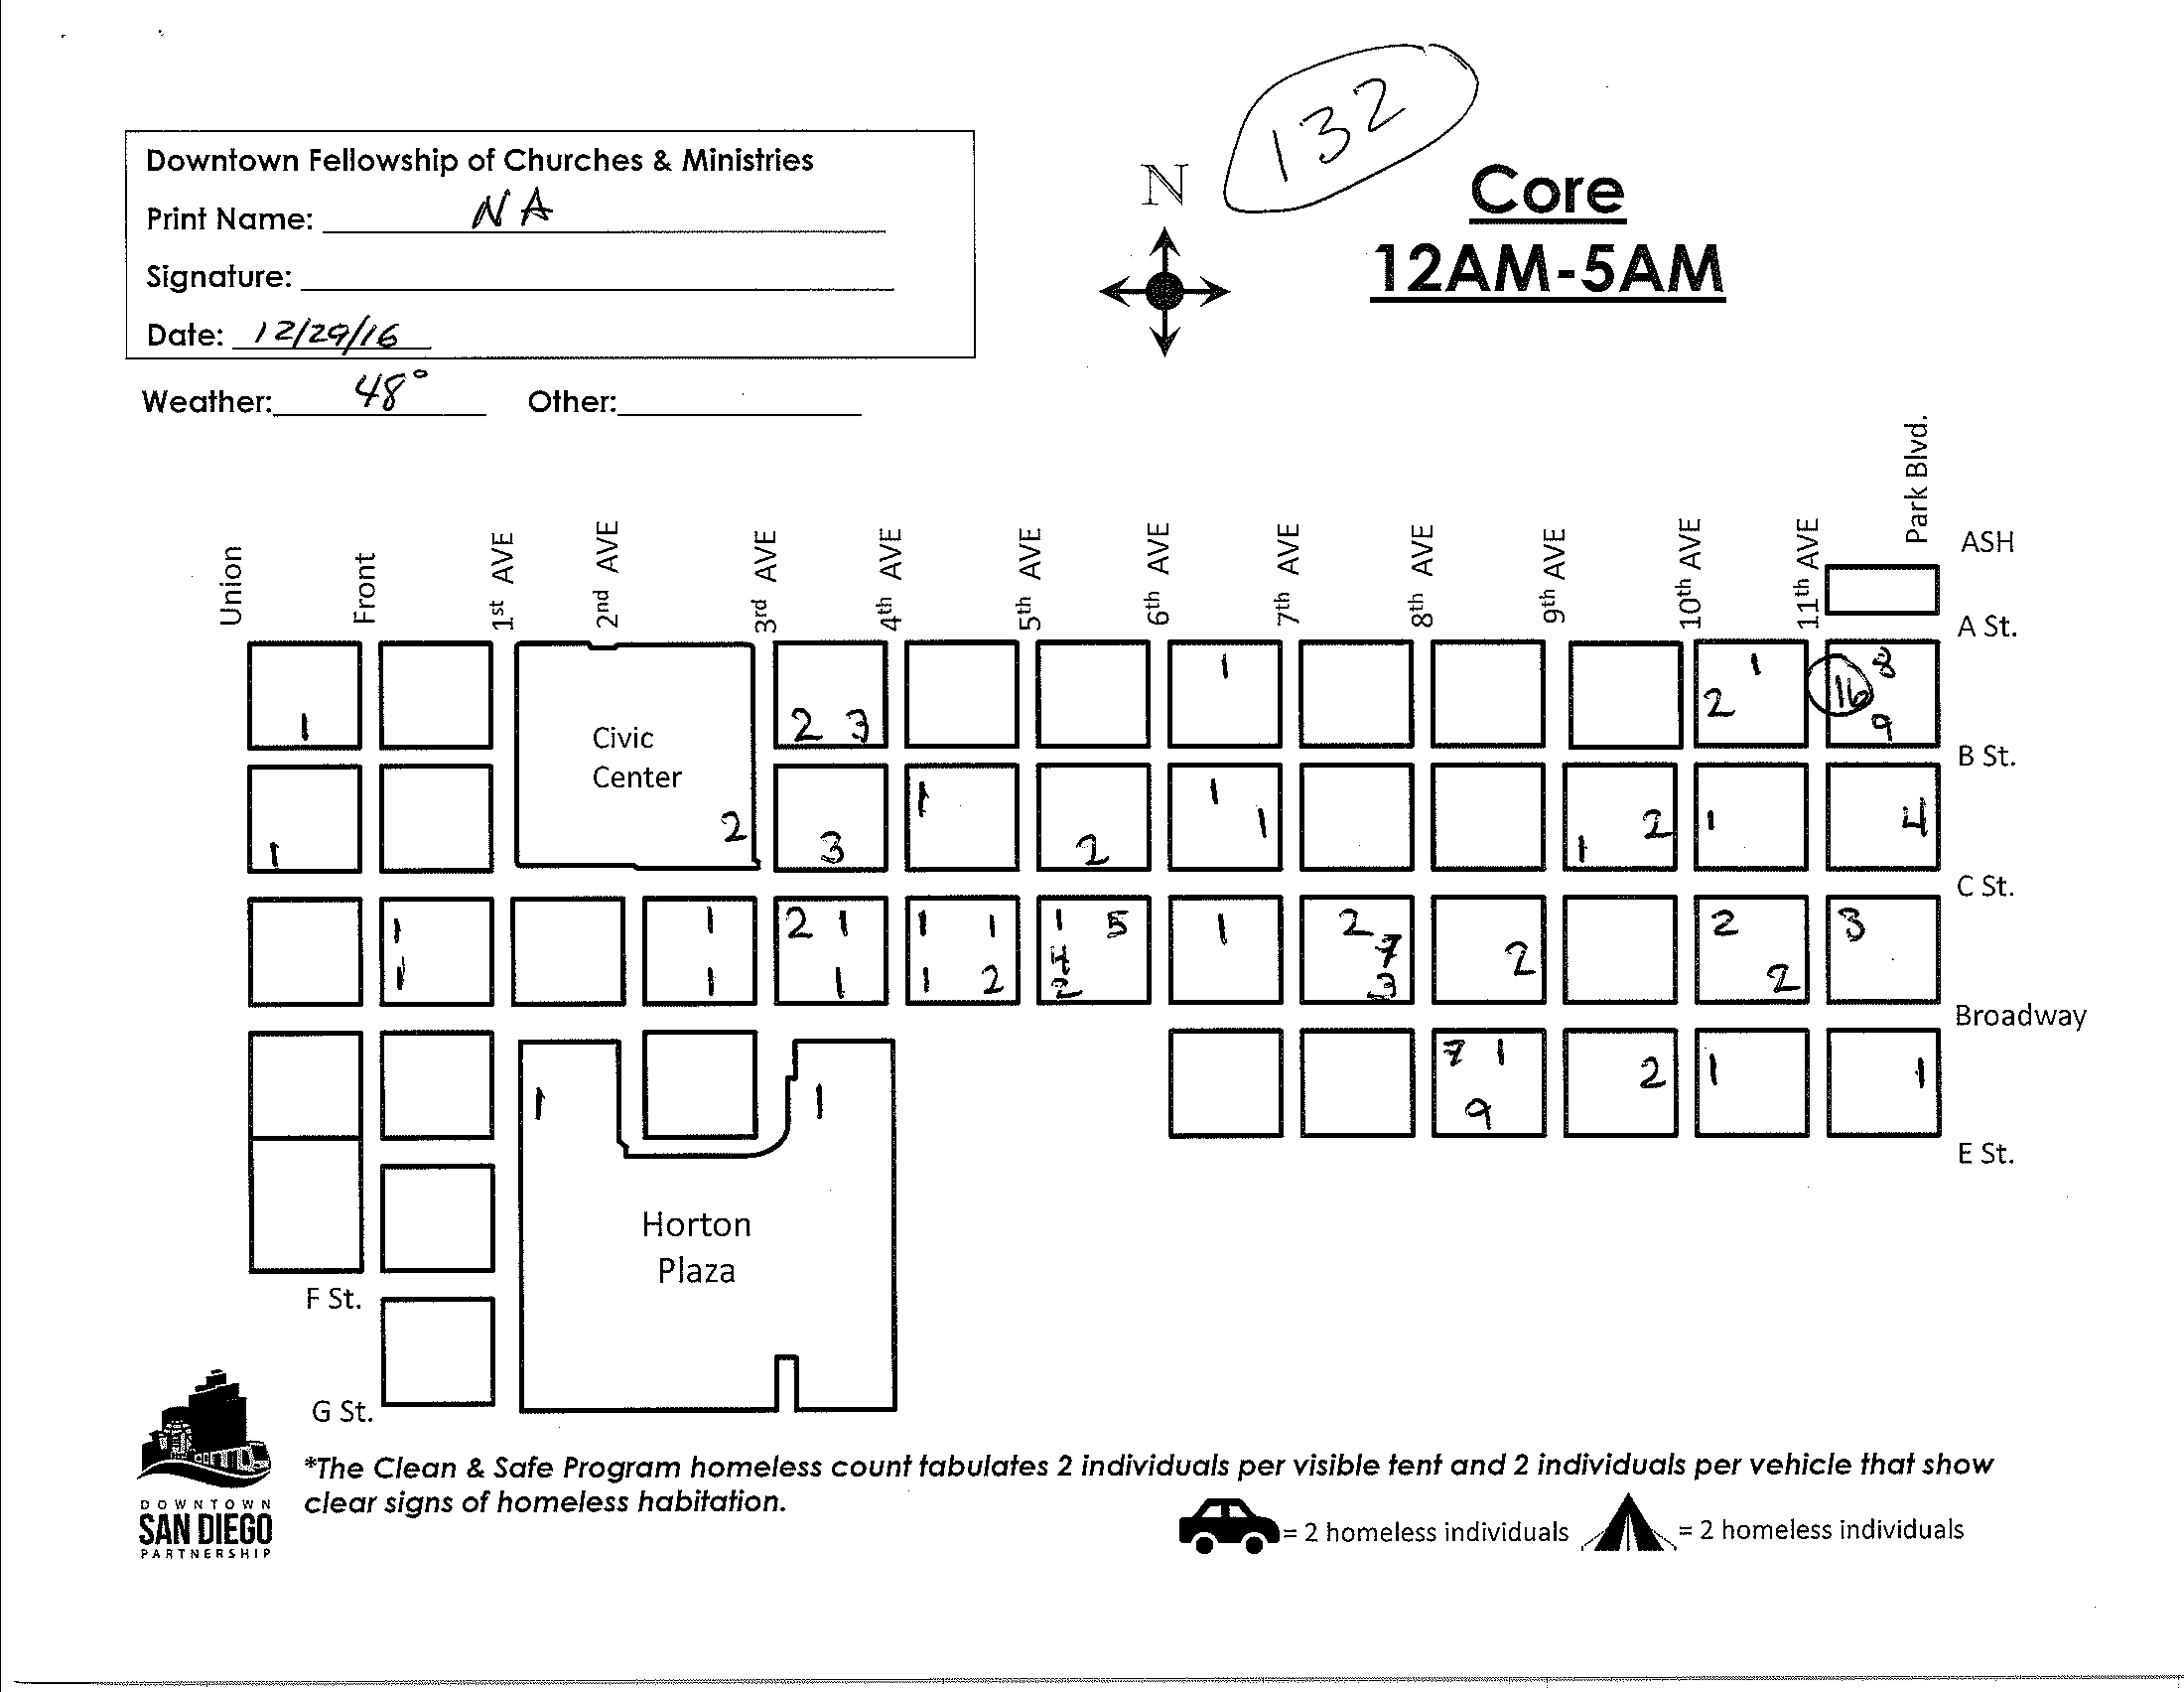 132
Downtown Fellowship of Churches & Ministries
Print Name: NA
Signature:
Date: 12/29/16
Weather: 48° Other:
N
Core
12AM-5AM
Union
Front
1st AVE
2nd AVE
3rd AVE
4th AVE
5th AVE
6th AVE
7th AVE
8th AVE
9th AVE
10th AVE
11th AVE
Park Blvd.
ASH
A St.
1 2 3 1 2 1 16 8 9
Civic
Center
B St.
1 2 3 1 2 1 1 1 2 1 4
C St.
1 1 2 1 1 1 1 5 1 2 7 2 2 3
1 1 1 1 2 4 2 3 2
Broadway
1 1 7 1 9 2 1 1
E St.
Horton
Plaza
F St.
G St.
*The Clean & Safe Program homeless count tabulates 2 individuals per visible tent and 2 individuals per vehicle that show
clear signs of homeless habitation.
= 2 homeless individuals = 2 homeless individuals
DOWNTOWN
SAN DIEGO
PARTNERSHIP